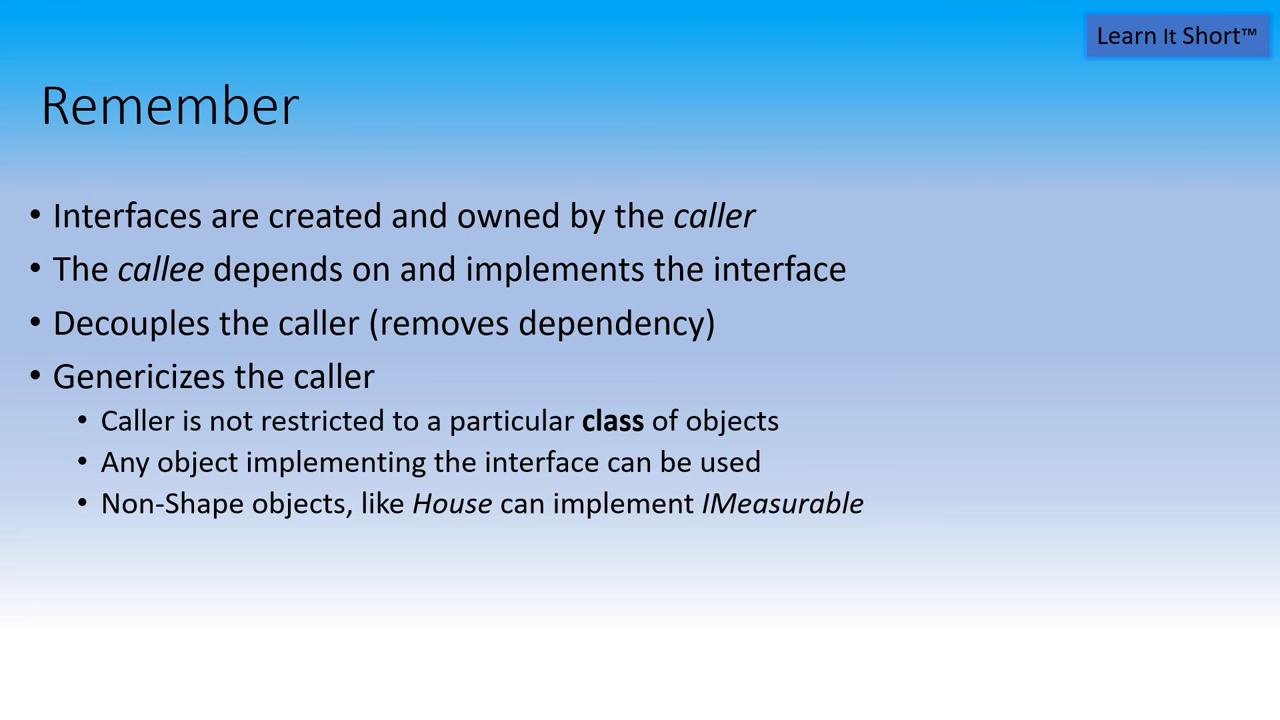 Learn It Short™
Remember
• Interfaces are created and owned by the caller
• The callee depends on and implements the interface
• Decouples the caller (removes dependency)
• Genericizes the caller
• Caller is not restricted to a particular class of objects
• Any object implementing the interface can be used
• Non-Shape objects, like House can implement IMeasurable